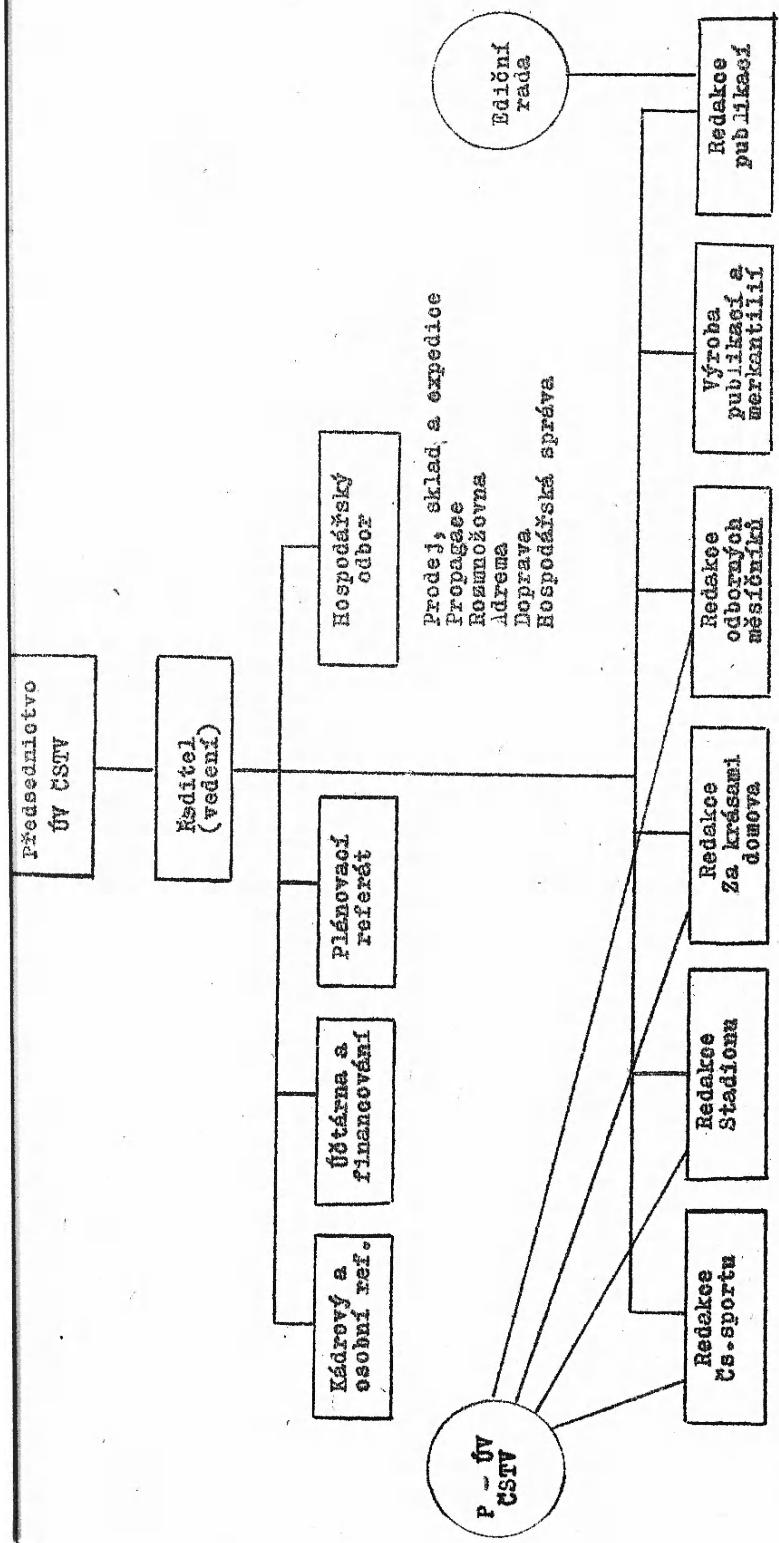 Předsednictvo
ÚV ČSTV
Ředitel
(vedení)
Kádrový a
osobní ref.
Účtárna a
financování
Plánovací
referát
Hospodářský
odbor
Prodej, sklad a expedice
Propagace
Rozmnožovna
Adrema
Doprava
Hospodářská správa
P - ÚV
ČSTV
Ediční
rada
Redakce
Čs.sportu
Redakce
Stadionu
Redakce
Za krásami
domova
Redakce
odborných
měsíčníků
Výroba
publikací a
merkantilií
Redakce
publikací